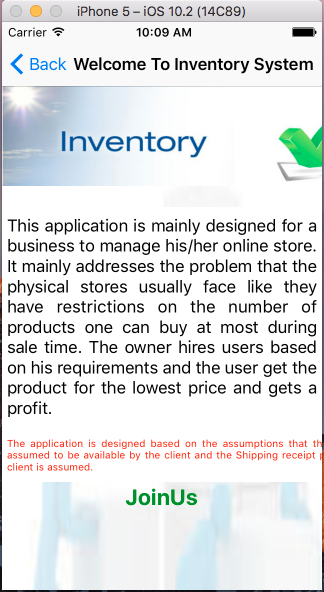 iPhone 5 – iOS 10.2 (14C89)
Carrier 10:09 AM
Back Welcome To Inventory System
Inventory
This application is mainly designed for a
business to manage his/her online store.
It mainly addresses the problem that the
physical stores usually face like they
have restrictions on the number of
products one can buy at most during
sale time. The owner hires users based
on his requirements and the user get the
product for the lowest price and gets a
profit.
The application is designed based on the assumptions that th
assumed to be available by the client and the Shipping receipt p
client is assumed.
JoinUs